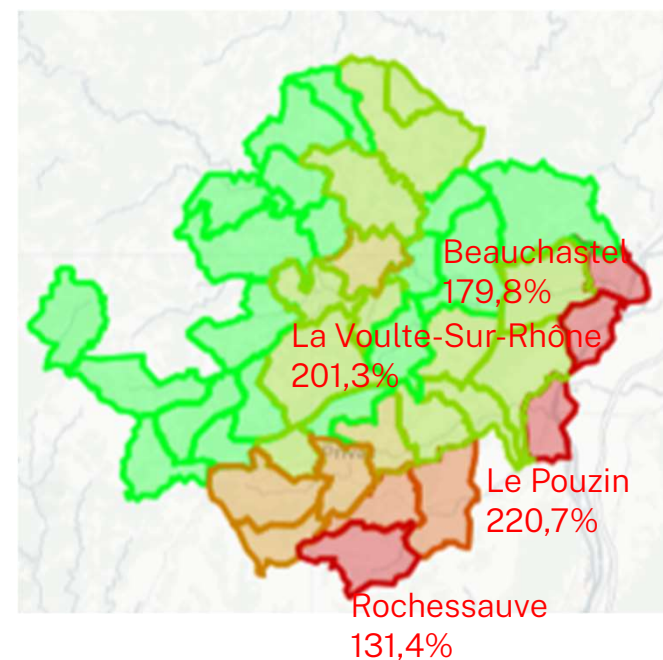 Beauchastel
179,8%
La Voulte-Sur-Rhône
201,3%
Le Pouzin
220,7%
Rochessauve
131,4%